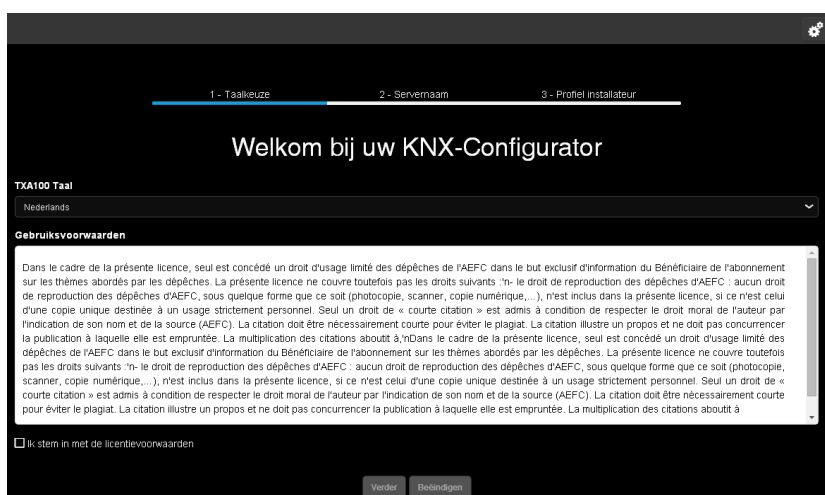 1 - Taalkeuze
2 - Servernaam
3 - Profiel installateur
Welkom bij uw KNX-Configurator
TXA100 Taal
Nederlands
Gebruiksvoorwaarden
Dans le cadre de la présente licence, seul est concédé un droit d'usage limité des dépêches de l'AEFC dans le but exclusif d'information du Bénéficiaire de l'abonnement
sur les thèmes abordés par les dépêches. La présente licence ne couvre toutefois pas les droits suivants :'n- le droit de reproduction des dépêches d'AEFC : aucun droit
de reproduction des dépêches d'AEFC, sous quelque forme que ce soit (photocopie, scanner, copie numérique,...), n'est inclus dans la présente licence, si ce n'est celui
d'une copie unique destinée à un usage strictement personnel. Seul un droit de « courte citation » est admis à condition de respecter le droit moral de l'auteur par
l'indication de son nom et de la source (AEFC). La citation doit être nécessairement courte pour éviter le plagiat. La citation illustre un propos et ne doit pas concurrencer
la publication à laquelle elle est empruntée. La multiplication des citations aboutit à,'nDans le cadre de la présente licence, seul est concédé un droit d'usage limité des
dépêches de l'AEFC dans le but exclusif d'information du Bénéficiaire de l'abonnement sur les thèmes abordés par les dépêches. La présente licence ne couvre toutefois
pas les droits suivants :'n- le droit de reproduction des dépêches d'AEFC : aucun droit de reproduction des dépêches d'AEFC, sous quelque forme que ce soit (photocopie,
scanner, copie numérique,...), n'est inclus dans la présente licence, si ce n'est celui d'une copie unique destinée à un usage strictement personnel. Seul un droit de «
courte citation » est admis à condition de respecter le droit moral de l'auteur par l'indication de son nom et de la source (AEFC). La citation doit être nécessairement courte
pour éviter le plagiat. La citation illustre un propos et ne doit pas concurrencer la publication à laquelle elle est empruntée. La multiplication des citations aboutit à
Ik stem in met de licentievoorwaarden
Verder
Beëindigen